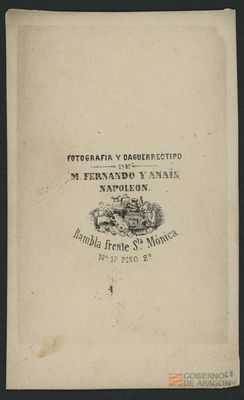 FOTOGRAFIA Y DAGUERREOTIPO
DE
M. FERNANDO Y ANAIS,
NAPOLEON.
Rambla frente Sta Mónica
No 17 PISO 2o
GOBIERNO
DE ARAGON